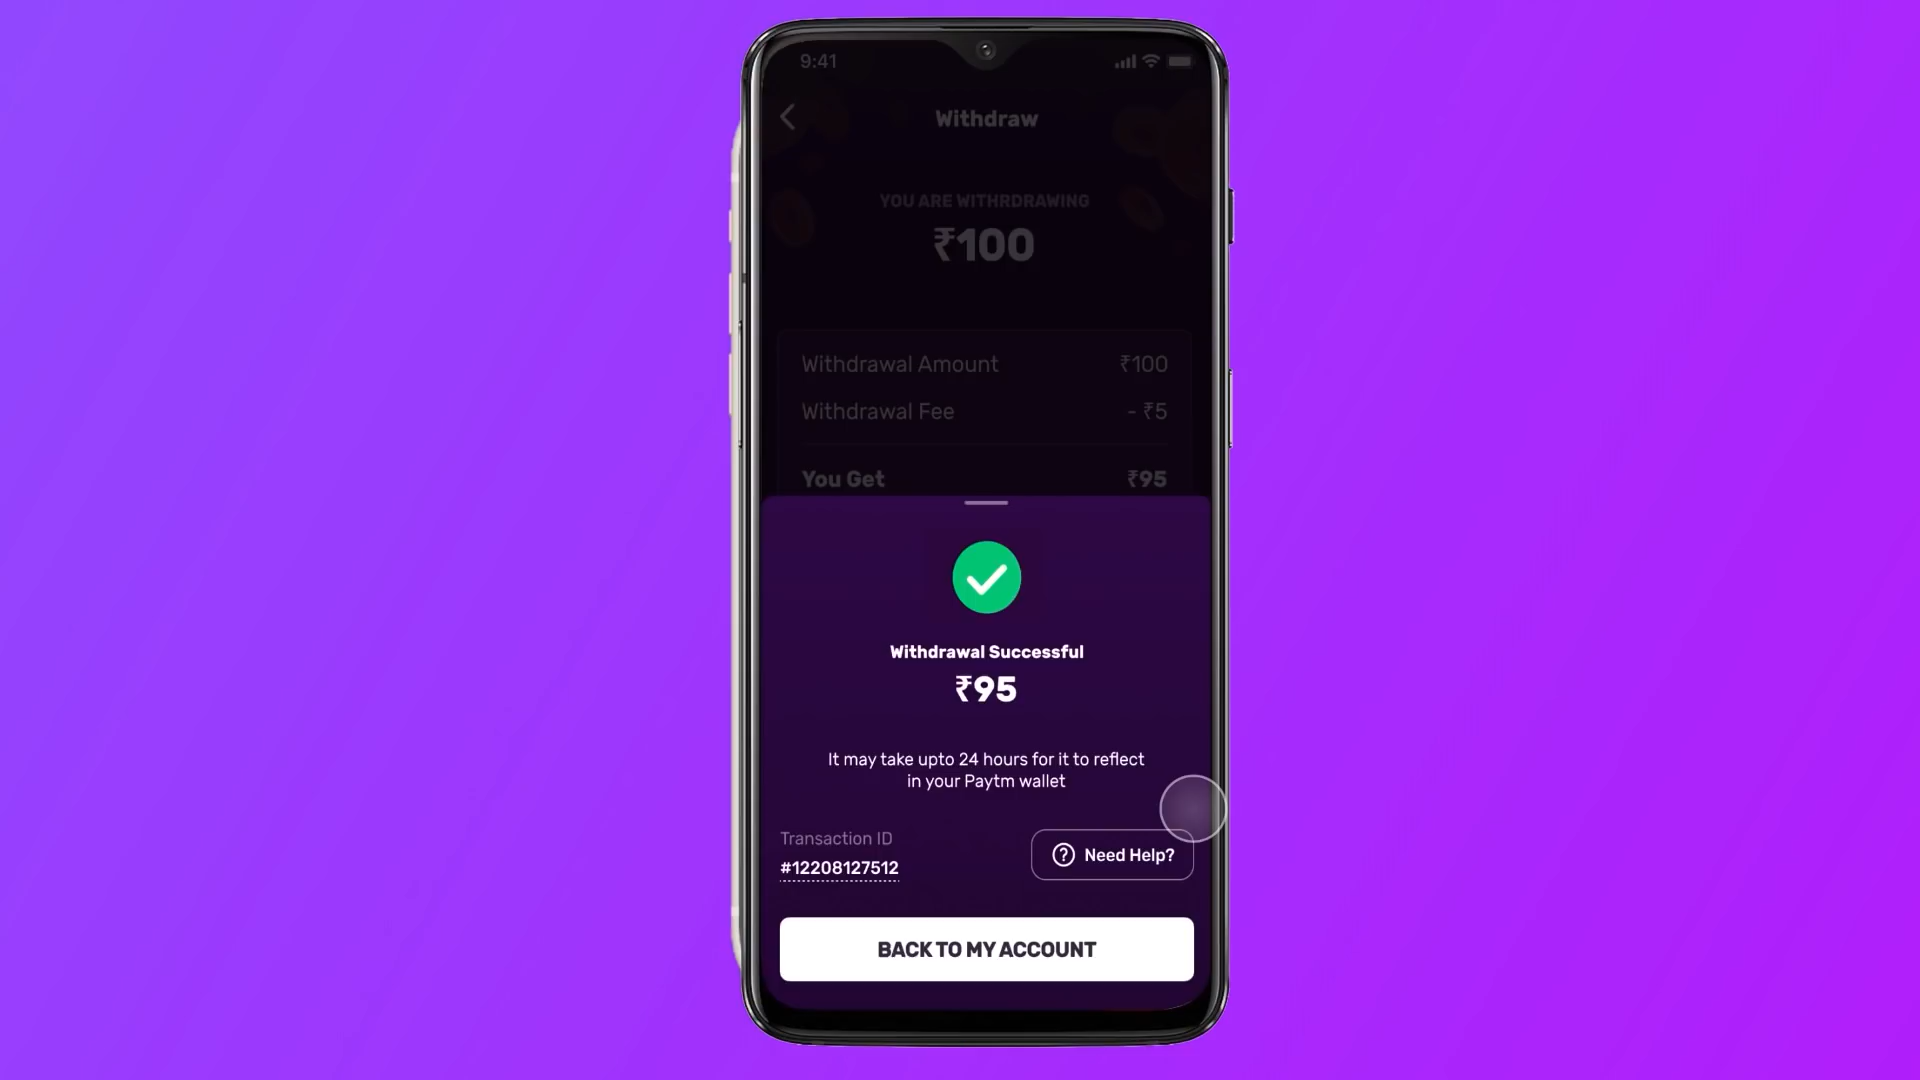 9:41
Withdraw
YOU ARE WITHRDRAWING
₹100
Withdrawal Amount ₹100
Withdrawal Fee - ₹5
You Get ₹95
Withdrawal Successful
₹95
It may take upto 24 hours for it to reflect
in your Paytm wallet
Transaction ID
#12208127512
Need Help?
BACK TO MY ACCOUNT